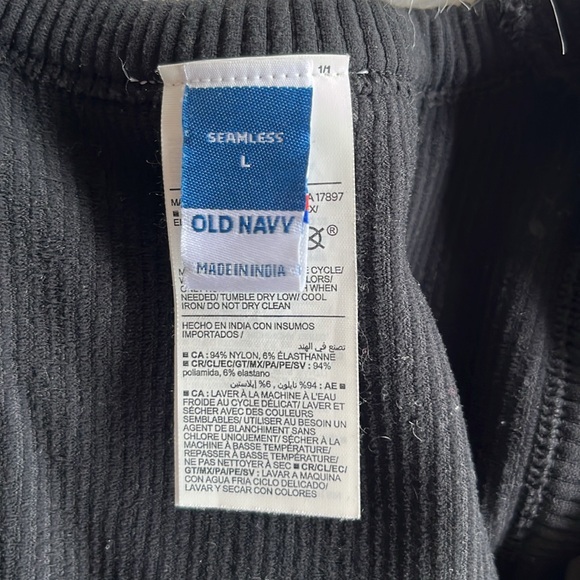 1/1
SEAMLESS
L
A 17897
OLD NAVY
®
MADE IN INDIA
CYCLE/
WHEN
NEEDED/ TUMBLE DRY LOW/ COOL
IRON/ DO NOT DRY CLEAN
HECHO EN INDIA CON INSUMOS
IMPORTADOS /
تصنع في الهند
■ CA : 94% NYLON, 6% ÉLASTHANNE
■ CR/CL/EC/GT/MX/PA/PE/SV : 94%
poliamida, 6% elastano
■ AE : 94% نايلون , 6% إيلاستين
■ CA : LAVER À LA MACHINE À L'EAU
FROIDE AU CYCLE DÉLICAT/ LAVER ET
SÉCHER AVEC DES COULEURS
SEMBLABLES/ UTILISER AU BESOIN UN
AGENT DE BLANCHIMENT SANS
CHLORE UNIQUEMENT/ SÉCHER À LA
MACHINE À BASSE TEMPÉRATURE/
REPASSER À BASSE TEMPÉRATURE/
NE PAS NETTOYER À SEC ■ CR/CL/EC/
GT/MX/PA/PE/SV : LAVAR A MAQUINA
CON AGUA FRIA CICLO DELICADO/
LAVAR Y SECAR CON COLORES